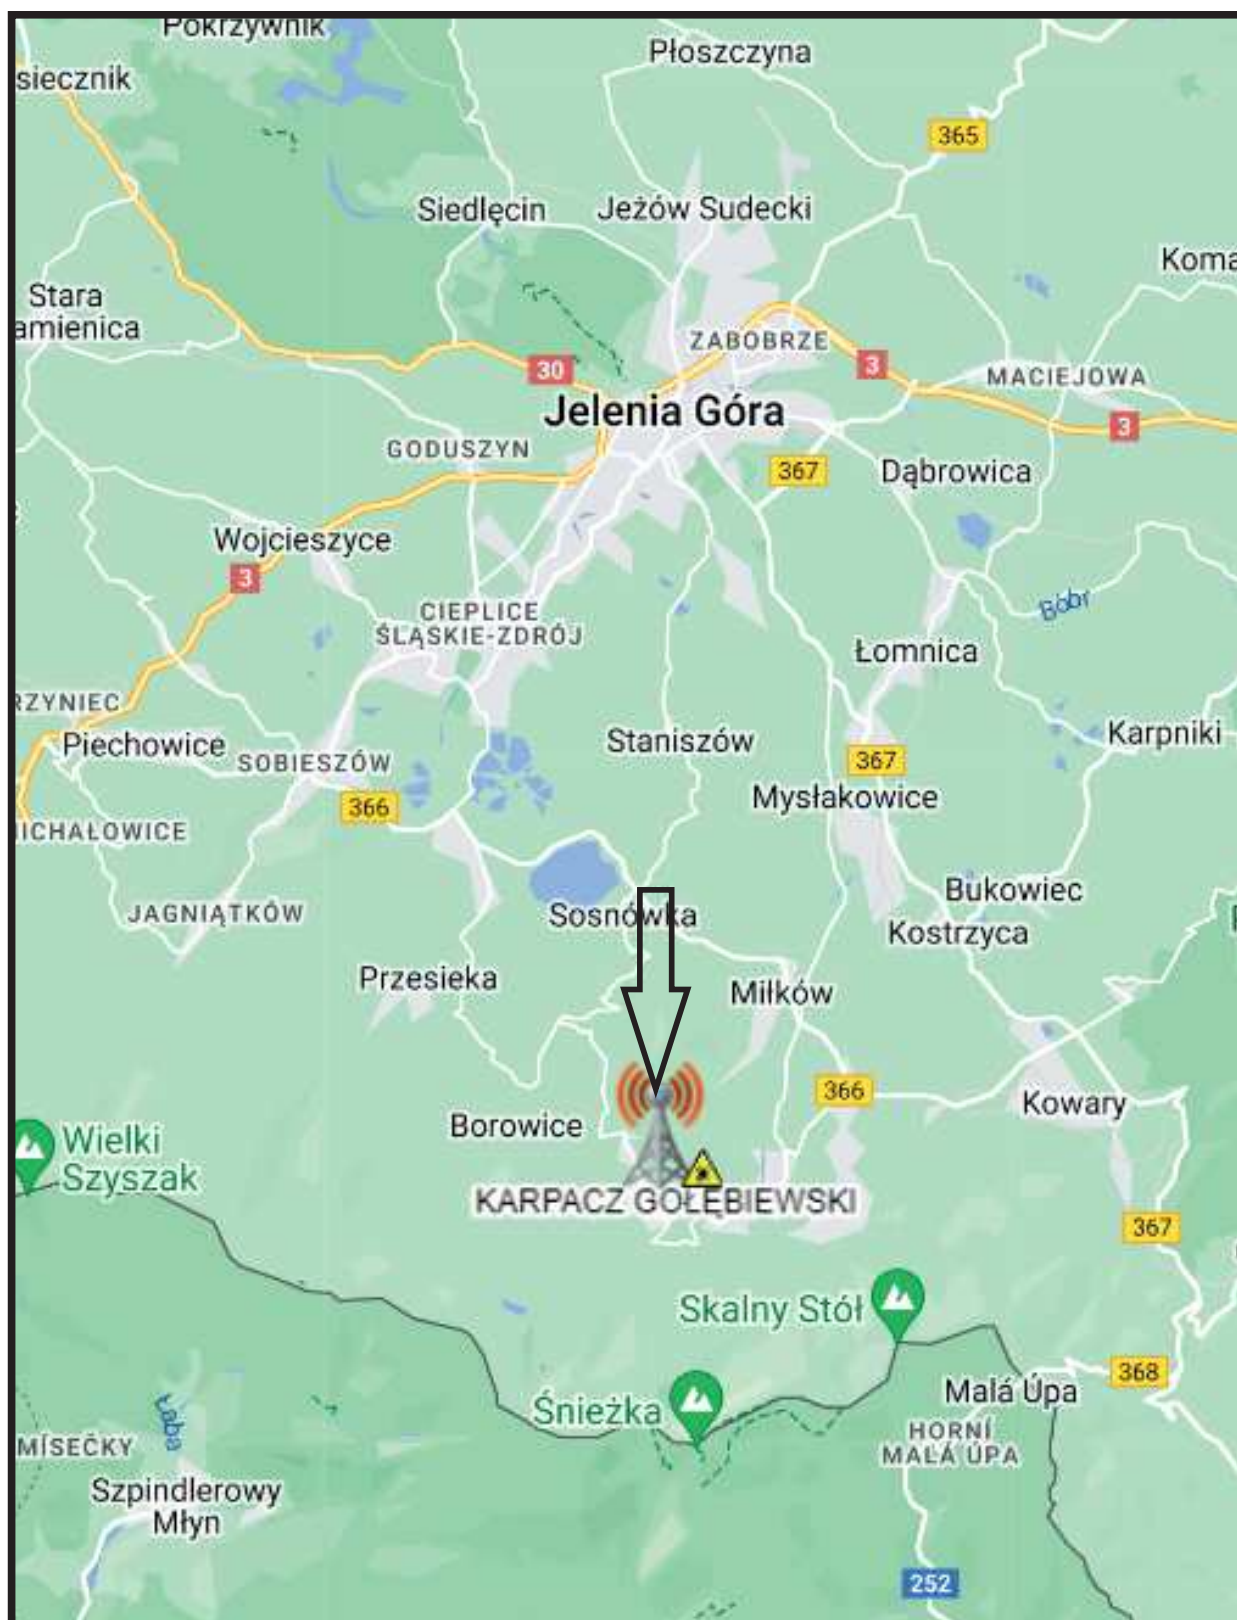 Pokrzywnik
Płoszczyna
siecznik
365
Siedlęcin
Jeżów Sudecki
Koma
Stara
amienica
ZABOBRZE
30
3
MACIEJOWA
Jelenia Góra
3
GODUSZYN
367
Dąbrowica
Wojcieszyce
3
CIEPLICE
ŚLĄSKIE-ZDRÓJ
Bóbr
Łomnica
RZYNIEC
Piechowice
SOBIESZÓW
Staniszów
Karpniki
367
366
Mysłakowice
MICHAŁOWICE
Bukowiec
JAGNIĄTKÓW
Sosnówka
Kostrzyca
Przesieka
Miłków
366
Kowary
Borowice
Wielki
Szyszak
KARPACZ GOŁĘBIEWSKI
367
Skalny Stół
368
Malá Úpa
Śnieżka
Łaba
HORNÍ
MALÁ ÚPA
MÍSEČKY
Szpindlerowy
Młyn
252